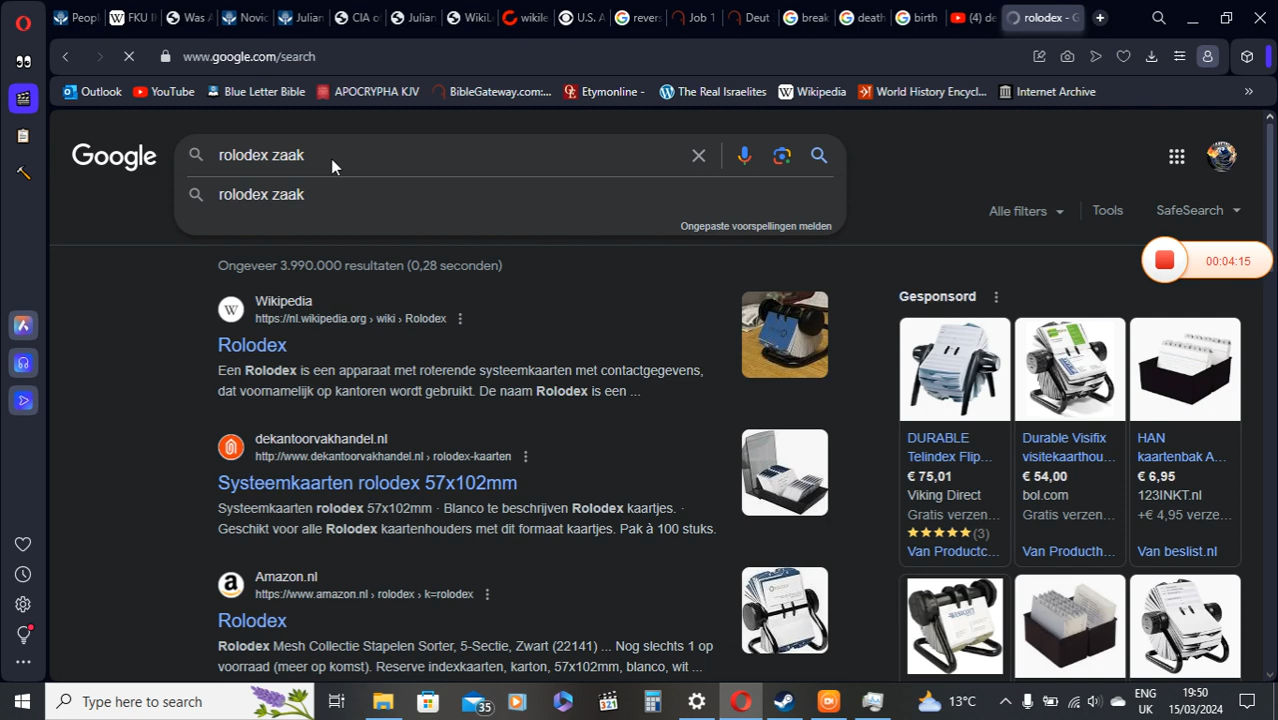 Peopl
FKU II
Was A
Novic
Julian
CIA o
Julian
WikiL
wikile
U.S. A
revers
Job 1
Deut
break
death
birth
(4) de
rolodex - G
www.google.com/search
Outlook
YouTube
Blue Letter Bible
APOCRYPHA KJV
BibleGateway.com:...
Etymonline -
The Real Israelites
Wikipedia
World History Encycl...
Internet Archive
Google
rolodex zaak
rolodex zaak
Ongepaste voorspellingen melden
Alle filters
Tools
SafeSearch
00:04:15
Ongeveer 3.990.000 resultaten (0,28 seconden)
Wikipedia
https://nl.wikipedia.org › wiki › Rolodex
Rolodex
Een Rolodex is een apparaat met roterende systeemkaarten met contactgegevens,
dat voornamelijk op kantoren wordt gebruikt. De naam Rolodex is een ...
dekantoorvakhandel.nl
http://www.dekantoorvakhandel.nl › rolodex-kaarten
Systeemkaarten rolodex 57x102mm
Systeemkaarten rolodex 57x102mm · Blanco te beschrijven Rolodex kaartjes. ·
Geschikt voor alle Rolodex kaartenhouders met dit formaat kaartjes. Pak à 100 stuks.
Amazon.nl
https://www.amazon.nl › rolodex › k=rolodex
Rolodex
Rolodex Mesh Collectie Stapelen Sorter, 5-Sectie, Zwart (22141) ... Nog slechts 1 op
voorraad (meer op komst). Reserve indexkaarten, karton, 57x102mm, blanco, wit ...
Gesponsord
DURABLE
Telindex Flip...
€ 75,01
Viking Direct
Gratis verzen...
(3)
Van Productc...
Durable Visifix
visitekaarthou...
€ 54,00
bol.com
Gratis verzen...
Van Producth...
HAN
kaartenbak A...
€ 6,95
123INKT.nl
+€ 4,95 verze...
Van beslist.nl
Type here to search
35
321
13°C
ENG
UK
19:50
15/03/2024